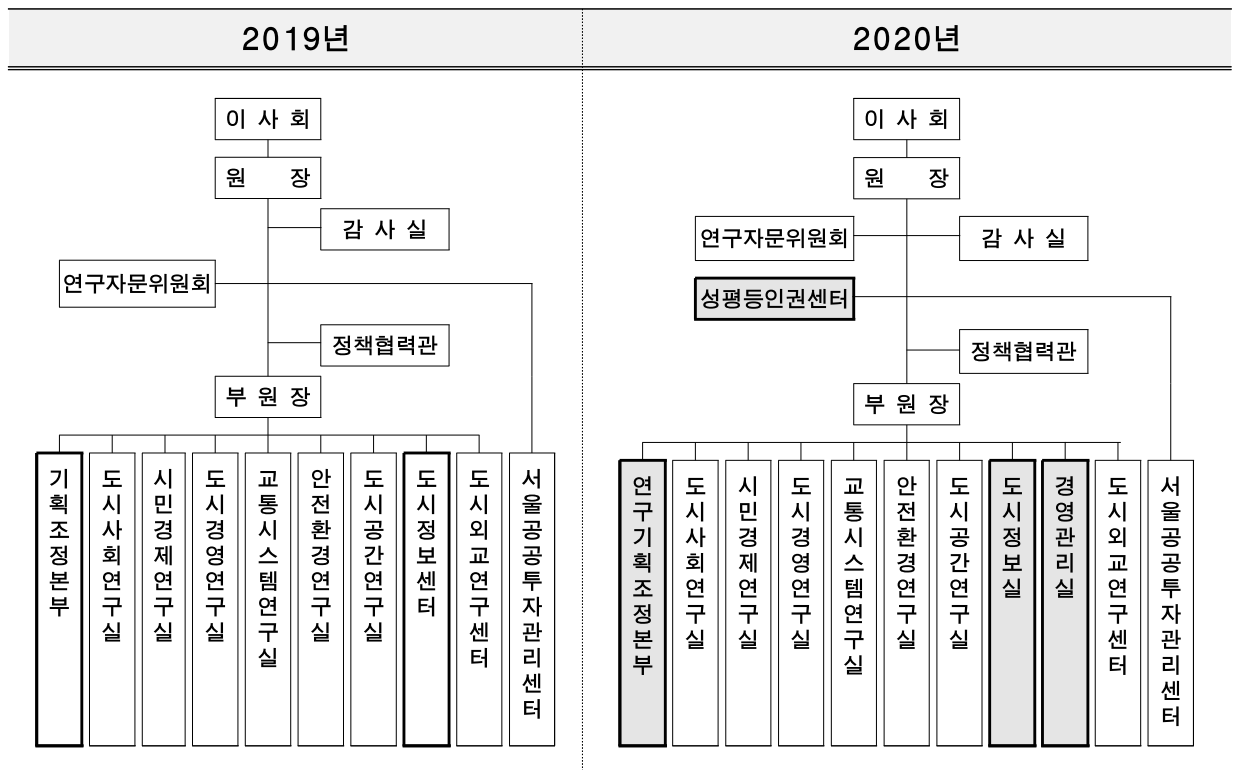 2019년
2020년
이 사 회
원 장
감 사 실
연구자문위원회
정책협력관
부 원 장
기획조정본부
도시사회연구실
시민경제연구실
도시경영연구실
교통시스템연구실
안전환경연구실
도시공간연구실
도시정보센터
도시외교연구센터
서울공공투자관리센터
이 사 회
원 장
연구자문위원회
감 사 실
성평등인권센터
정책협력관
부 원 장
연구기획조정본부
도시사회연구실
시민경제연구실
도시경영연구실
교통시스템연구실
안전환경연구실
도시공간연구실
도시정보실
경영관리실
도시외교연구센터
서울공공투자관리센터